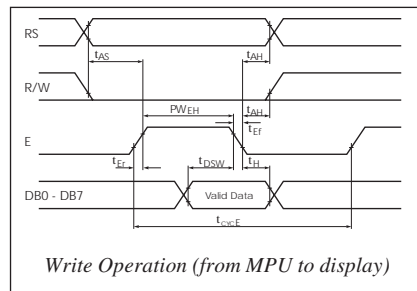 RS
tAS
tAH
R/W
PWEH
tAH
tEf
E
tEr
tDSW
tH
DB0 - DB7
Valid Data
tCYCE
Write Operation (from MPU to display)